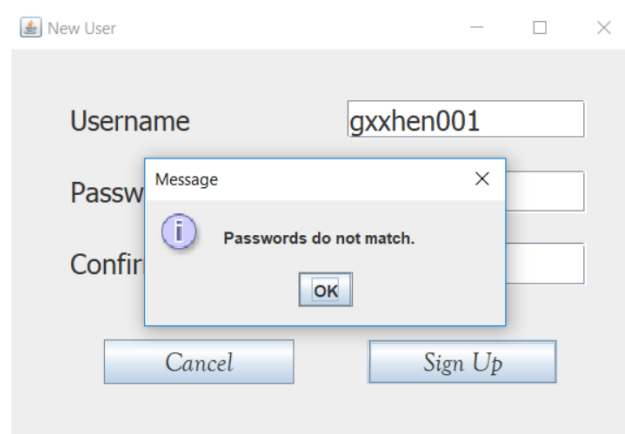 New User
Username
gxxhen001
Message
Passwords do not match.
OK
Cancel
Sign Up